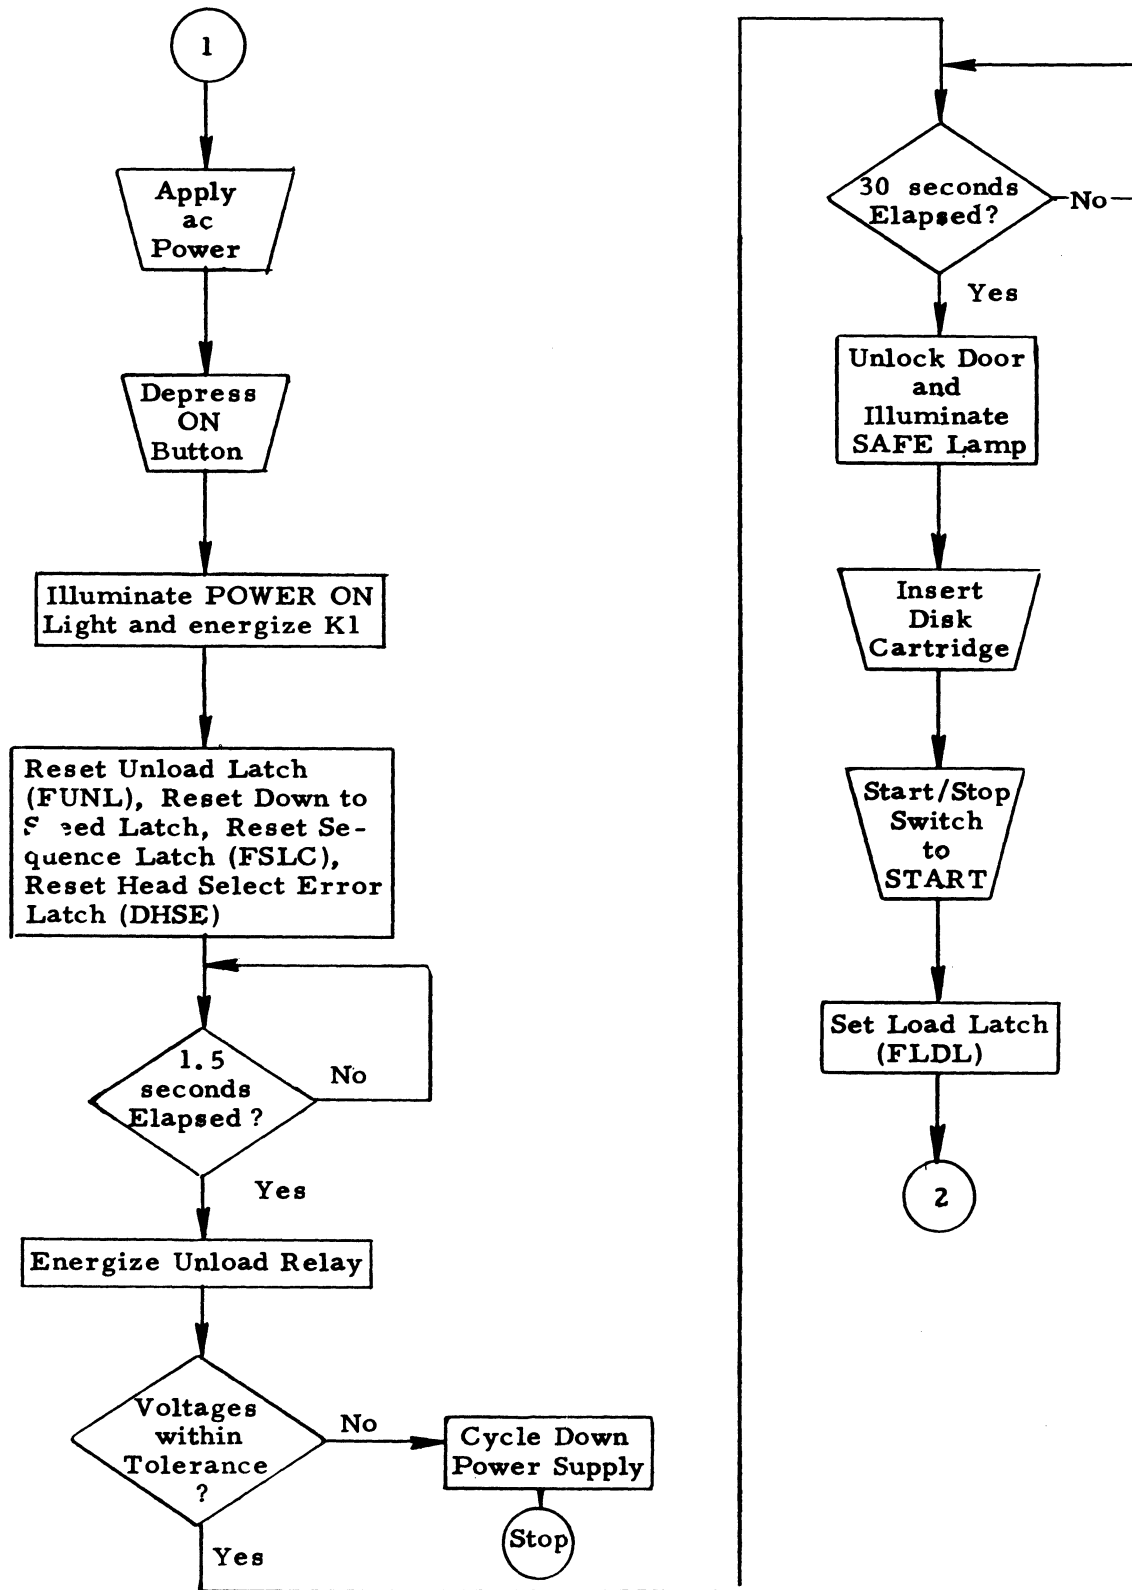 1
Apply
ac
Power
Depress
ON
Button
Illuminate POWER ON
Light and energize K1
Reset Unload Latch
(FUNL), Reset Down to
Latch, Reset Se-
quence Latch (FSLC),
Reset Head Select Error
Latch (DHSE)
1.5
seconds
Elapsed?
No
Yes
Energize Unload Relay
Voltages
within
Tolerance
?
No
Cycle Down
Power Supply
Stop
Yes
30 seconds
Elapsed?
No
Yes
Unlock Door
and
Illuminate
SAFE Lamp
Insert
Disk
Cartridge
Start/Stop
Switch
to
START
Set Load Latch
(FLDL)
2